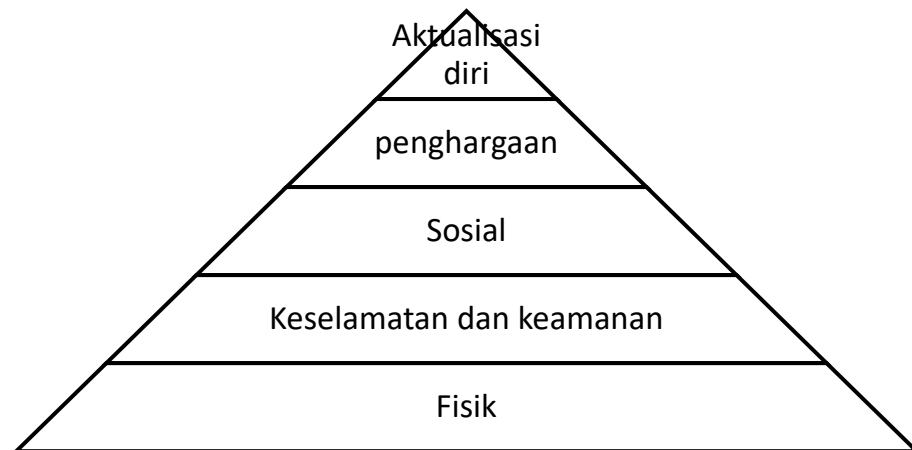 Aktualisasi
diri
penghargaan
Sosial
Keselamatan dan keamanan
Fisik